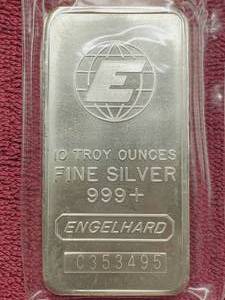 E
10 TROY OUNCES
FINE SILVER
999+
ENGELHARD
C353495